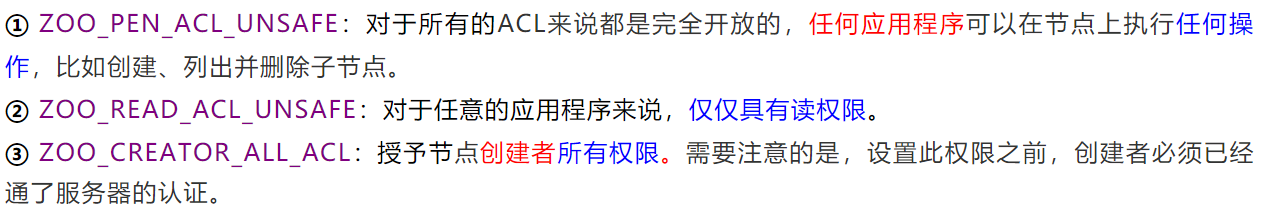 ① ZOO_PEN_ACL_UNSAFE：对于所有的ACL来说都是完全开放的，任何应用程序可以在节点上执行任何操
作，比如创建、列出并删除子节点。
② ZOO_READ_ACL_UNSAFE：对于任意的应用程序来说，仅仅具有读权限。
③ ZOO_CREATOR_ALL_ACL：授予节点创建者所有权限。需要注意的是，设置此权限之前，创建者必须已经
通了服务器的认证。